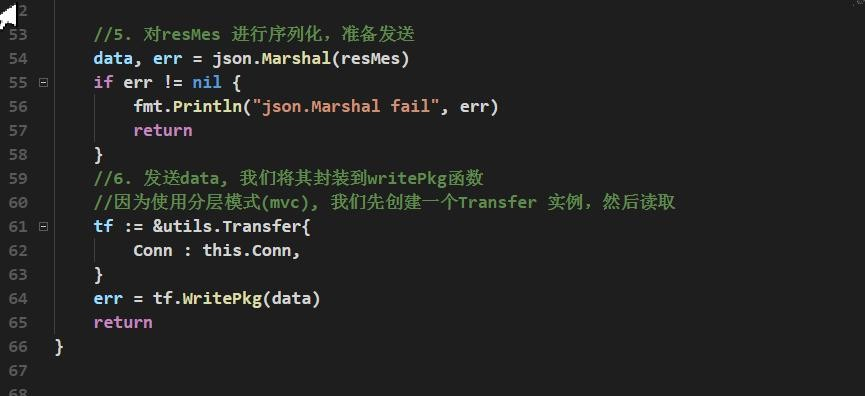 53 //5. 对resMes 进行序列化，准备发送
54 data, err = json.Marshal(resMes)
55 if err != nil {
56 fmt.Println("json.Marshal fail", err)
57 return
58 }
59 //6. 发送data, 我们将其封装到writePkg函数
60 //因为使用分层模式(mvc), 我们先创建一个Transfer 实例，然后读取
61 tf := &utils.Transfer{
62 Conn : this.Conn,
63 }
64 err = tf.WritePkg(data)
65 return
66 }
67